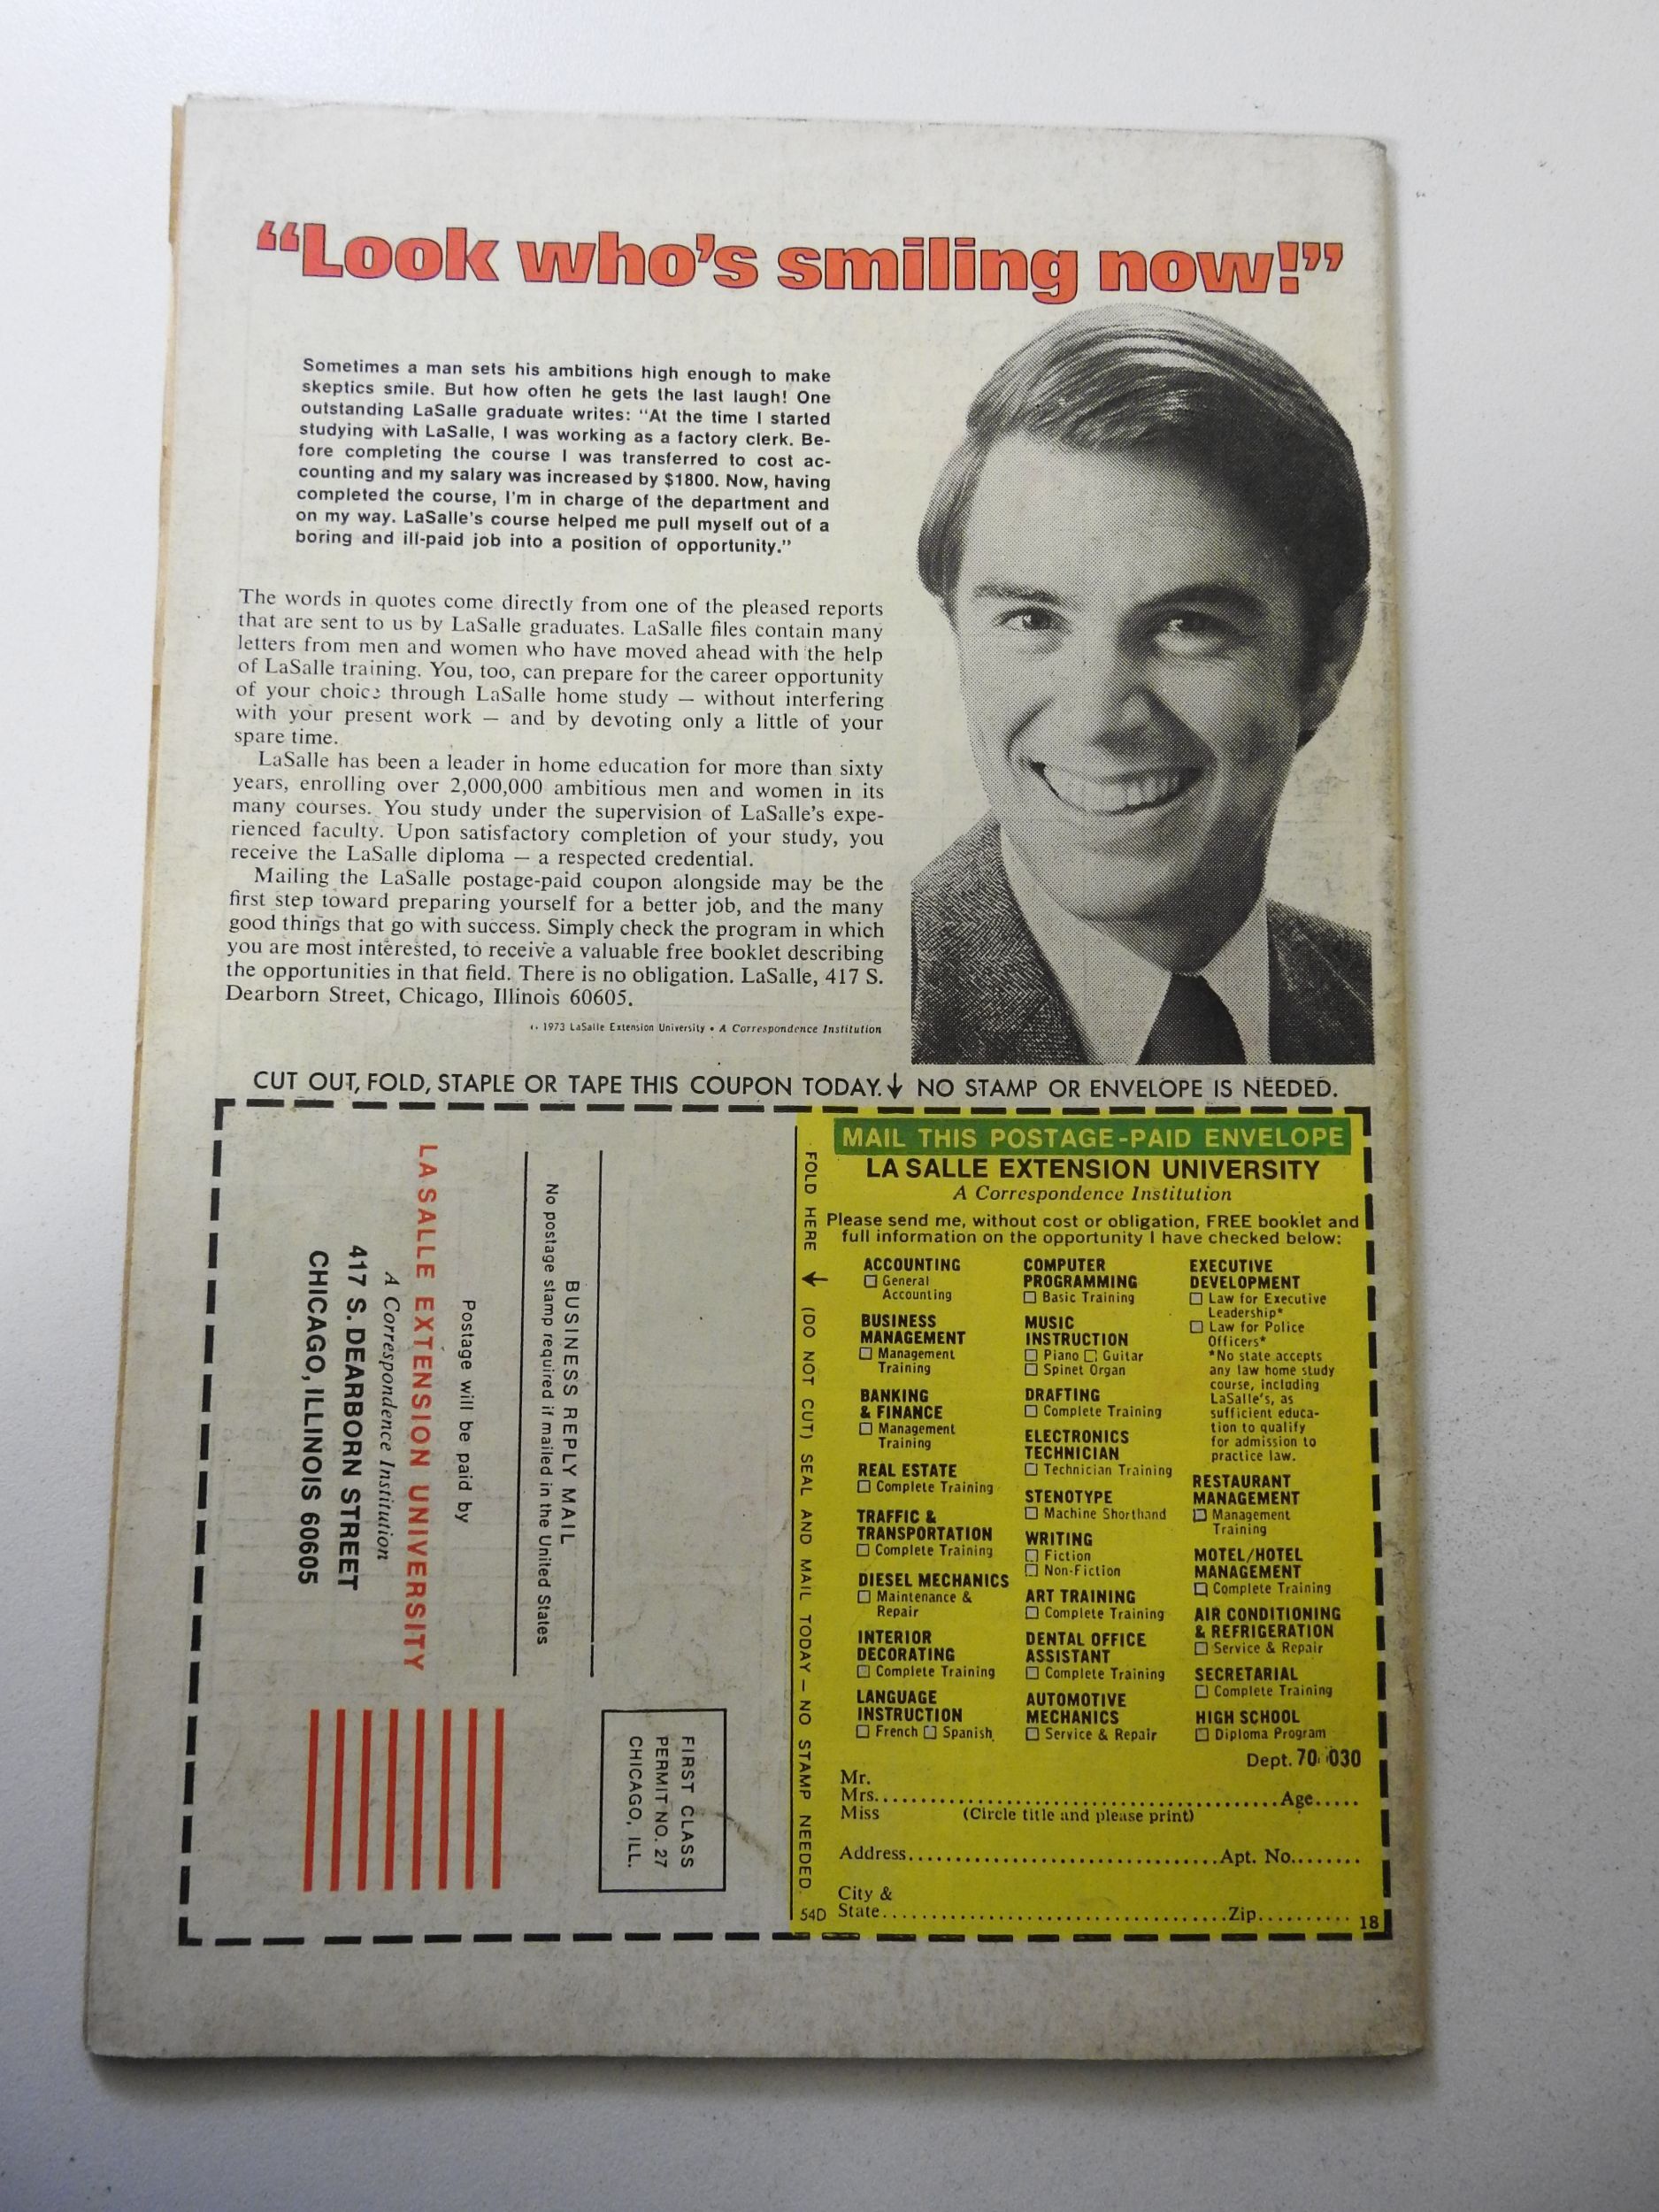 “Look who’s smiling now!”
Sometimes a man sets his ambitions high enough to make
skeptics smile. But how often he gets the last laugh! One
outstanding LaSalle graduate writes: “At the time I started
studying with LaSalle, I was working as a factory clerk. Be-
fore completing the course I was transferred to cost ac-
counting and my salary was increased by $1800. Now, having
completed the course, I’m in charge of the department and
on my way. LaSalle’s course helped me pull myself out of a
boring and ill-paid job into a position of opportunity.”
The words in quotes come directly from one of the pleased reports
that are sent to us by LaSalle graduates. LaSalle files contain many
letters from men and women who have moved ahead with the help
of LaSalle training. You, too, can prepare for the career opportunity
of your choice through LaSalle home study — without interfering
with your present work — and by devoting only a little of your
spare time.
LaSalle has been a leader in home education for more than sixty
years, enrolling over 2,000,000 ambitious men and women in its
many courses. You study under the supervision of LaSalle’s expe-
rienced faculty. Upon satisfactory completion of your study, you
receive the LaSalle diploma — a respected credential.
Mailing the LaSalle postage-paid coupon alongside may be the
first step toward preparing yourself for a better job, and the many
good things that go with success. Simply check the program in which
you are most interested, to receive a valuable free booklet describing
the opportunities in that field. There is no obligation. LaSalle, 417 S.
Dearborn Street, Chicago, Illinois 60605.
1973 LaSalle Extension University • A Correspondence Institution
CUT OUT, FOLD, STAPLE OR TAPE THIS COUPON TODAY. ↓ NO STAMP OR ENVELOPE IS NEEDED.
FIRST CLASS
PERMIT NO. 27
CHICAGO, ILL.
BUSINESS REPLY MAIL
No postage stamp required if mailed in the United States
Postage will be paid by
LA SALLE EXTENSION UNIVERSITY
A Correspondence Institution
417 S. DEARBORN STREET
CHICAGO, ILLINOIS 60605
FOLD HERE ↓ (DO NOT CUT) SEAL AND MAIL TODAY — NO STAMP NEEDED.
54D
MAIL THIS POSTAGE-PAID ENVELOPE
LA SALLE EXTENSION UNIVERSITY
A Correspondence Institution
Please send me, without cost or obligation, FREE booklet and
full information on the opportunity I have checked below:
ACCOUNTING
☐ General
Accounting
BUSINESS
MANAGEMENT
☐ Management
Training
BANKING
& FINANCE
☐ Management
Training
REAL ESTATE
☐ Complete Training
TRAFFIC &
TRANSPORTATION
☐ Complete Training
DIESEL MECHANICS
☐ Maintenance &
Repair
INTERIOR
DECORATING
☐ Complete Training
LANGUAGE
INSTRUCTION
☐ French ☐ Spanish
COMPUTER
PROGRAMMING
☐ Basic Training
MUSIC
INSTRUCTION
☐ Piano ☐ Guitar
☐ Spinet Organ
DRAFTING
☐ Complete Training
ELECTRONICS
TECHNICIAN
☐ Technician Training
STENOTYPE
☐ Machine Shorthand
WRITING
☐ Fiction
☐ Non-Fiction
ART TRAINING
☐ Complete Training
DENTAL OFFICE
ASSISTANT
☐ Complete Training
AUTOMOTIVE
MECHANICS
☐ Service & Repair
EXECUTIVE
DEVELOPMENT
☐ Law for Executive
Leadership*
☐ Law for Police
Officers*
*No state accepts
any law home study
course, including
LaSalle’s, as
sufficient educa-
tion to qualify
for admission to
practice law.
RESTAURANT
MANAGEMENT
☐ Management
Training
MOTEL/HOTEL
MANAGEMENT
☐ Complete Training
AIR CONDITIONING
& REFRIGERATION
☐ Service & Repair
SECRETARIAL
☐ Complete Training
HIGH SCHOOL
☐ Diploma Program
Dept. 70 030
Mr.
Mrs. Age
Miss (Circle title and please print)
Address Apt. No.
City &
State Zip
18